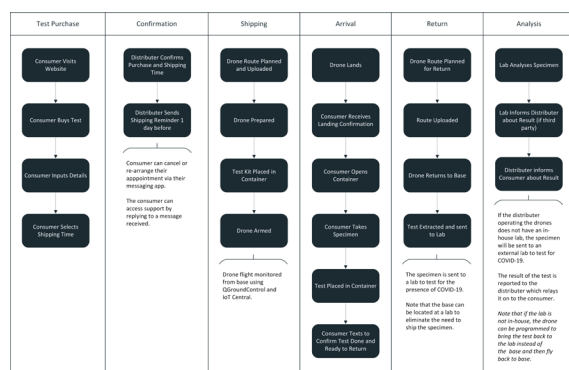 Test Purchase
Consumer Visits
Website
Consumer Buys Test
Consumer Inputs Details
Consumer Selects
Shipping Time
Confirmation
Distributer Confirms
Purchase and Shipping
Time
Distributer Sends
Shipping Reminder 1
day before
Consumer can cancel or
re-arrange their
apppointment via their
messaging app.
The consumer can
access support by
replying to a message
received.
Shipping
Drone Route Planned
and Uploaded
Drone Prepared
Test Kit Placed in
Container
Drone Armed
Drone flight monitored
from base using
QGroundControl and
IoT Central.
Arrival
Drone Lands
Consumer Receives
Landing Confirmation
Consumer Opens
Container
Consumer Takes
Specimen
Test Placed in Container
Consumer Texts to
Confirm Test Done and
Ready to Return
Return
Drone Route Planned
for Return
Route Uploaded
Drone Returns to Base
Test Extracted and sent
to Lab
The specimen is sent to
a lab to test for the
presence of COVID-19.
Note that the base can
be located at a lab to
eliminate the need to
ship the specimen.
Analysis
Lab Analyses Specimen
Lab Informs Distributer
about Result (if third
party)
Distributer informs
Consumer about Result
If the distributer
operating the drones
does not have an in-
house lab, the specimen
will be sent to an
external lab to test for
COVID-19.
The result of the test is
reported to the
distributer which relays
it on to the consumer.
Note that if the lab is
not in-house, the drone
can be programmed to
bring the test back to
the lab instead of
the base and then fly
back to base.